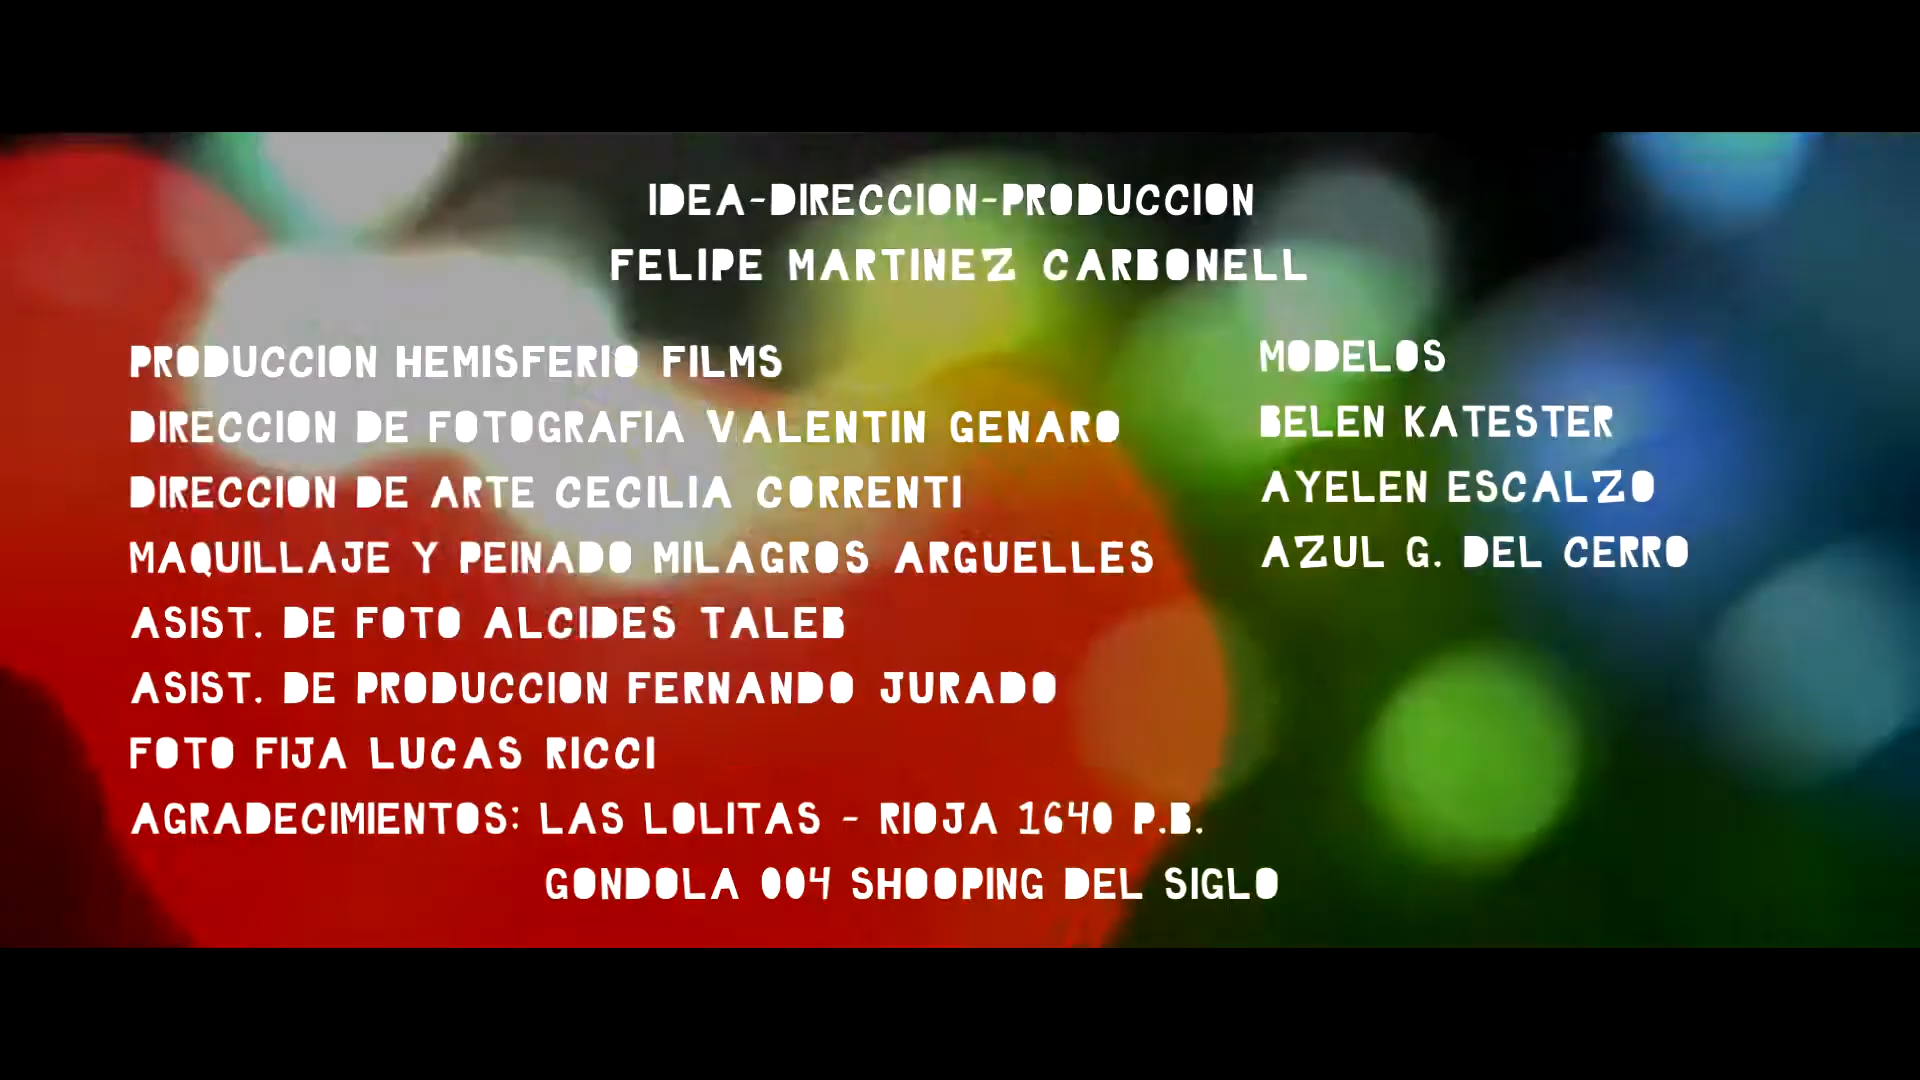 IDEA-DIRECCION-PRODUCCION
FELIPE MARTINEZ CARBONELL
PRODUCCION HEMISFERIO FILMS
DIRECCION DE FOTOGRAFIA VALENTIN GENARO
DIRECCION DE ARTE CECILIA CORRENTI
MAQUILLAJE Y PEINADO MILAGROS ARGUELLES
ASIST. DE FOTO ALCIDES TALEB
ASIST. DE PRODUCCION FERNANDO JURADO
FOTO FIJA LUCAS RICCI
AGRADECIMIENTOS: LAS LOLITAS - RIOJA 1640 P.B.
GONDOLA 004 SHOOPING DEL SIGLO
MODELOS
BELEN KATESTER
AYELEN ESCALZO
AZUL G. DEL CERRO